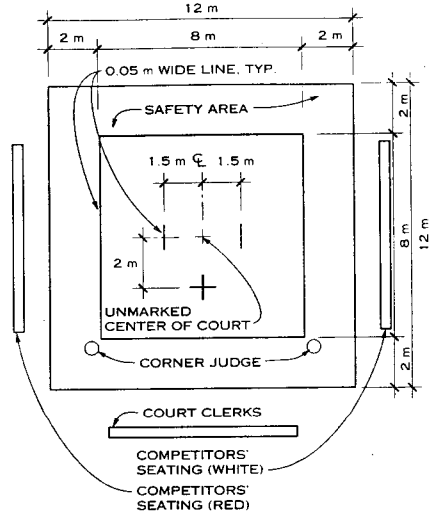 12 m
2 m 8 m 2 m
0.05 m WIDE LINE, TYP.
SAFETY AREA
2 m
1.5 m ℄ 1.5 m
8 m
12 m
2 m
UNMARKED
CENTER OF COURT
2 m
CORNER JUDGE
COURT CLERKS
COMPETITORS'
SEATING (WHITE)
COMPETITORS'
SEATING (RED)